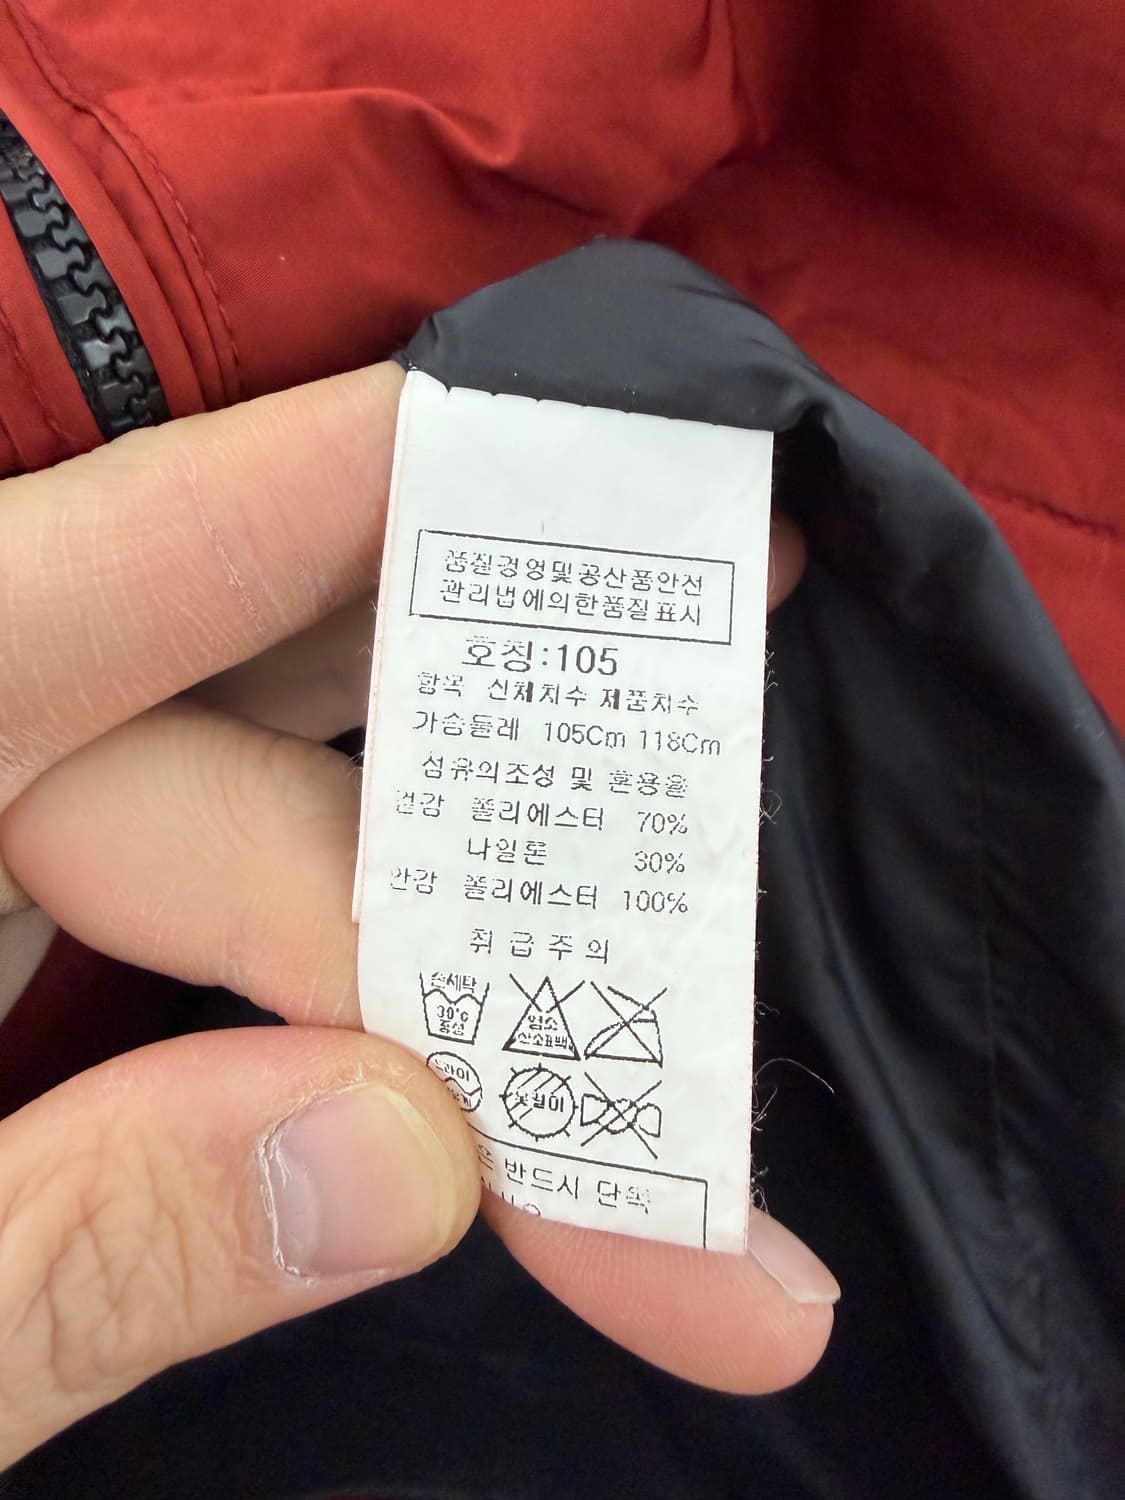 품질경영및공산품안전
관리법에의한품질표시
호칭:105
항목 신체치수 제품치수
가슴둘레 105Cm 118Cm
섬유의조성 및 혼용율
겉감 폴리에스터 70%
나일론 30%
안감 폴리에스터 100%
취급주의
손세탁
30'c
중성
염소
산소표백
드라이
옷걸이
은 반드시 단독